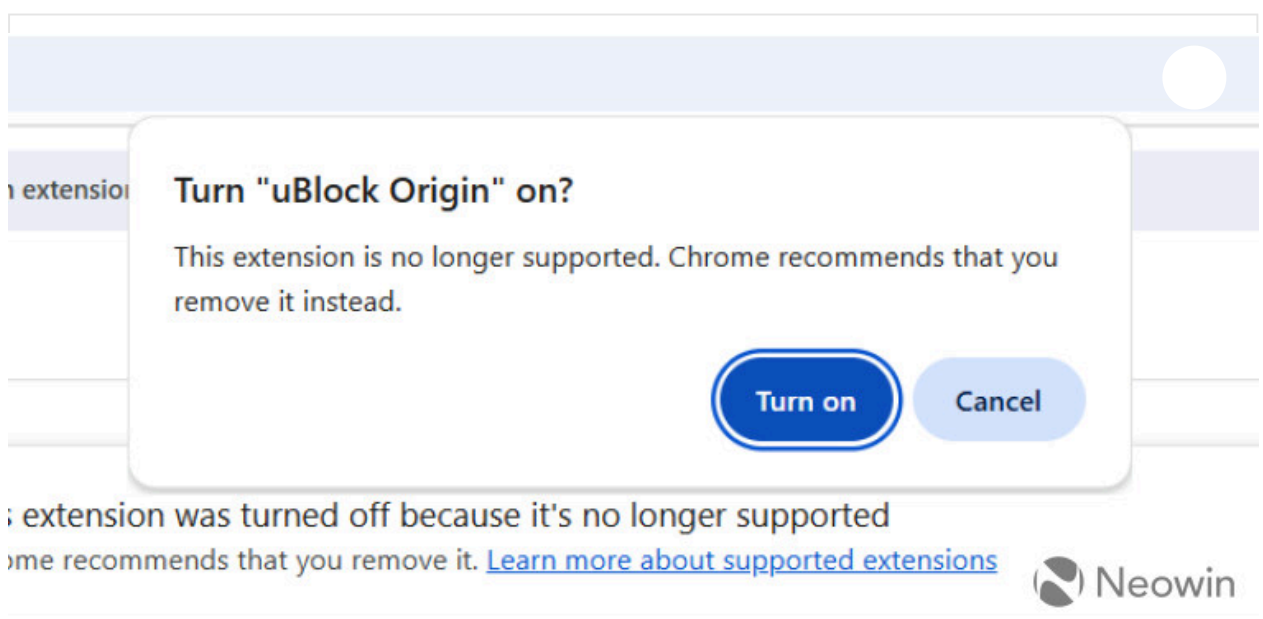 extension
Turn "uBlock Origin" on?
This extension is no longer supported. Chrome recommends that you
remove it instead.
Turn on
Cancel
extension was turned off because it's no longer supported
recommends that you remove it. Learn more about supported extensions
Neowin